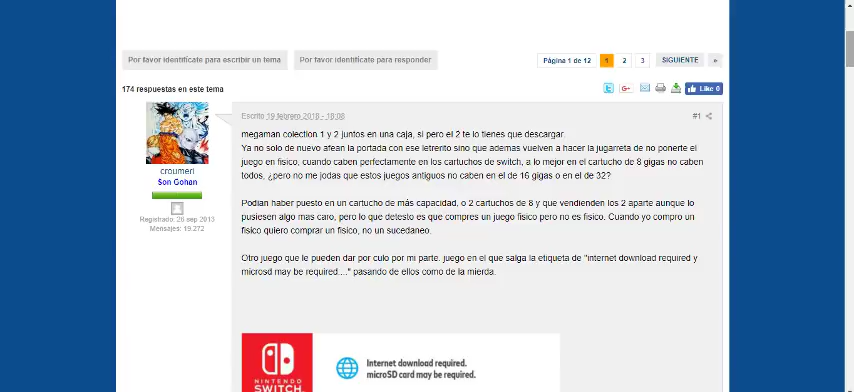 Por favor identifícate para escribir un tema
Por favor identifícate para responder
Página 1 de 12 1 2 3 SIGUIENTE »
174 respuestas en este tema
Like 0
Escrito 19 febrero 2018 - 18:08
#1
croumeri
Son Gohan
Registrado: 28 sep 2013
Mensajes: 19.272
megaman colection 1 y 2 juntos en una caja, si pero el 2 te lo tienes que descargar.
Ya no solo de nuevo afean la portada con ese letrerito sino que ademas vuelven a hacer la jugarreta de no ponerte el
juego en fisico, cuando caben perfectamente en los cartuchos de switch, a lo mejor en el cartucho de 8 gigas no caben
todos, ¿pero no me jodas que estos juegos antiguos no caben en el de 16 gigas o en el de 32?
Podian haber puesto en un cartucho de más capacidad, o 2 cartuchos de 8 y que vendienden los 2 aparte aunque lo
pusiesen algo mas caro, pero lo que detesto es que compres un juego fisico pero no es fisico. Cuando yo compro un
fisico quiero comprar un fisico, no un sucedaneo.
Otro juego que le pueden dar por culo por mi parte. juego en el que salga la etiqueta de "internet download required y
microsd may be required...." pasando de ellos como de la mierda.
NINTENDO
SWITCH
Internet download required.
microSD card may be required.